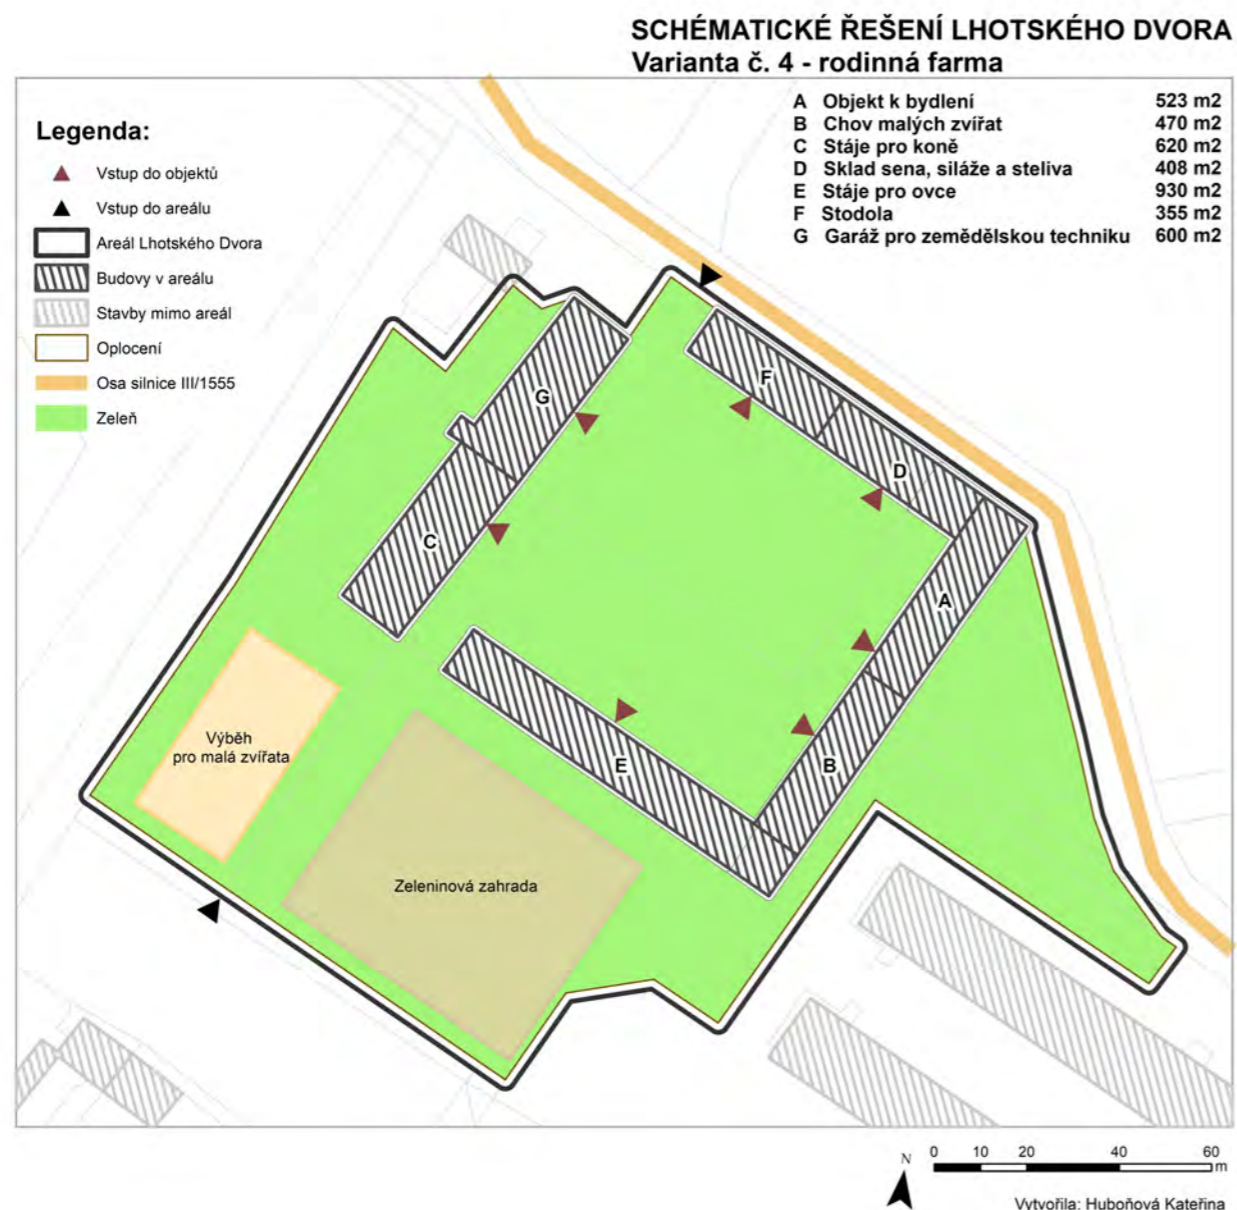 SCHÉMATICKÉ ŘEŠENÍ LHOTSKÉHO DVORA
Varianta č. 4 - rodinná farma
A Objekt k bydlení 523 m2
B Chov malých zvířat 470 m2
C Stáje pro koně 620 m2
D Sklad sena, siláže a steliva 408 m2
E Stáje pro ovce 930 m2
F Stodola 355 m2
G Garáž pro zemědělskou techniku 600 m2
Legenda:
Vstup do objektů
Vstup do areálu
Areál Lhotského Dvora
Budovy v areálu
Stavby mimo areál
Oplocení
Osa silnice III/1555
Zeleň
F
G
D
C
A
Výběh
pro malá zvířata
E
B
Zeleninová zahrada
N
0 10 20 40 60
m
Vytvořila: Huboňová Kateřina